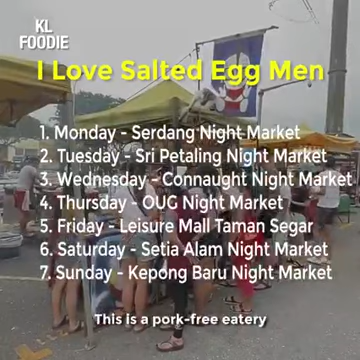 KL
FOODIE
I Love Salted Egg Men
1. Monday - Serdang Night Market
2. Tuesday - Sri Petaling Night Market
3. Wednesday - Connaught Night Market
4. Thursday - OUG Night Market
5. Friday - Leisure Mall Taman Segar
6. Saturday - Setia Alam Night Market
7. Sunday - Kepong Baru Night Market
This is a pork-free eatery